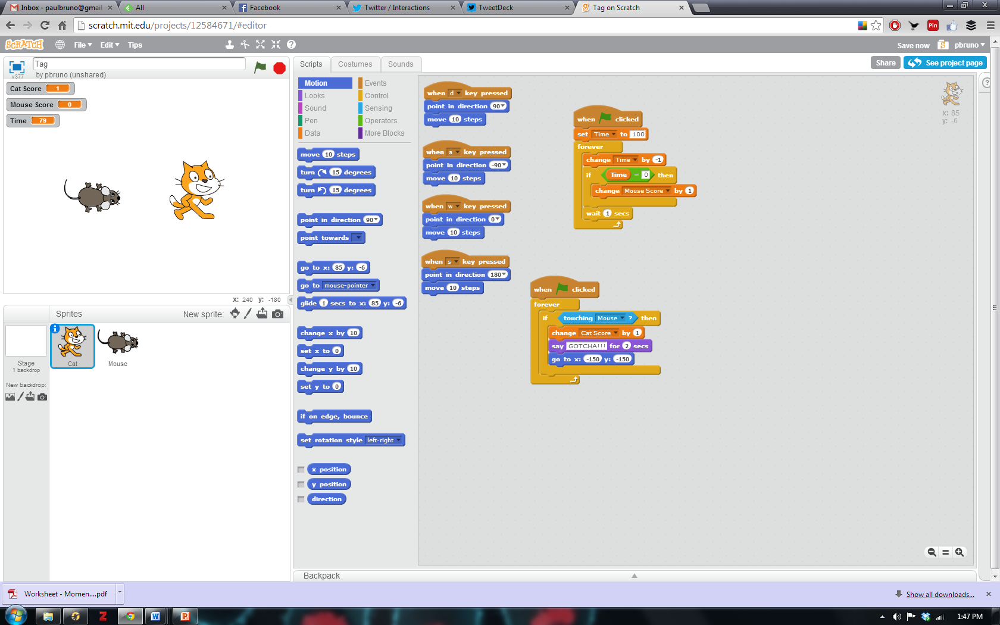 Inbox - paulbruno@gmail
All
Facebook
Twitter / Interactions
TweetDeck
Tag on Scratch
scratch.mit.edu/projects/12584671/#editor
Pin
SCRATCH
File
Edit
Tips
Save now
pbruno
v377
Tag
by pbruno (unshared)
Scripts
Costumes
Sounds
Share
See project page
Cat Score 1
Mouse Score 0
Time 79
Motion
Events
Looks
Control
Sound
Sensing
Pen
Operators
Data
More Blocks
move 10 steps
turn 15 degrees
turn 15 degrees
point in direction 90
point towards
go to x: 85 y: -6
go to mouse-pointer
glide 1 secs to x: 85 y: -6
change x by 10
set x to 0
change y by 10
set y to 0
if on edge, bounce
set rotation style left-right
x position
y position
direction
when d key pressed
point in direction 90
move 10 steps
when a key pressed
point in direction -90
move 10 steps
when w key pressed
point in direction 0
move 10 steps
when s key pressed
point in direction 180
move 10 steps
when clicked
set Time to 100
forever
change Time by -1
if Time = 0 then
change Mouse Score by 1
wait 1 secs
when clicked
forever
if touching Mouse ? then
change Cat Score by 1
say GOTCHA!!! for 2 secs
go to x: -150 y: -150
x: 85
y: -6
x: 240 y: -180
Sprites
New sprite:
Stage
1 backdrop
New backdrop:
Cat
Mouse
Backpack
Worksheet - Momen....pdf
Show all downloads...
1:47 PM